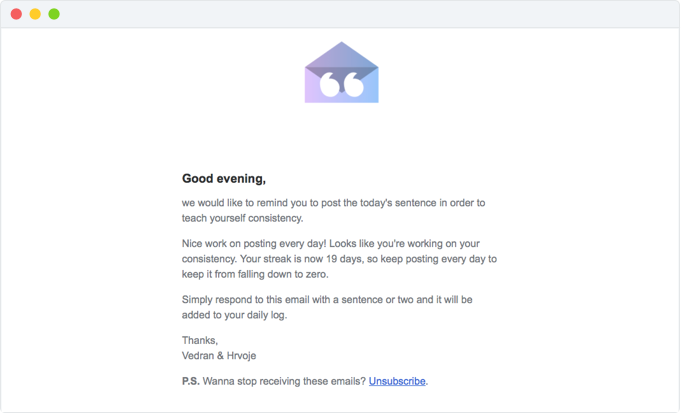 Good evening,
we would like to remind you to post the today's sentence in order to
teach yourself consistency.
Nice work on posting every day! Looks like you're working on your
consistency. Your streak is now 19 days, so keep posting every day to
keep it from falling down to zero.
Simply respond to this email with a sentence or two and it will be
added to your daily log.
Thanks,
Vedran & Hrvoje
P.S. Wanna stop receiving these emails? Unsubscribe.